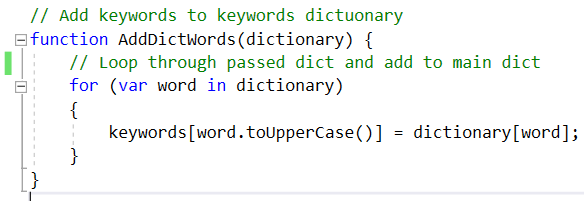 // Add keywords to keywords dictuonary
function AddDictWords(dictionary) {
// Loop through passed dict and add to main dict
for (var word in dictionary)
{
keywords[word.toUpperCase()] = dictionary[word];
}
}